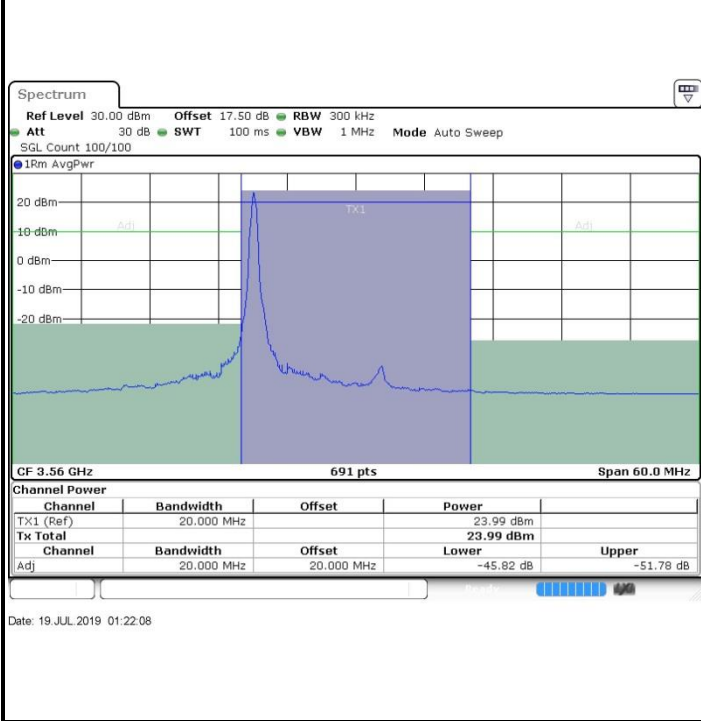 Spectrum
Ref Level 30.00 dBm Offset 17.50 dB RBW 300 kHz
Att 30 dB SWT 100 ms VBW 1 MHz Mode Auto Sweep
SGL Count 100/100
1Rm AvgPwr
20 dBm
TX1
10 dBm Adj Adj
0 dBm
-10 dBm
-20 dBm
CF 3.56 GHz 691 pts Span 60.0 MHz
Channel Power
Channel Bandwidth Offset Power
TX1 (Ref) 20.000 MHz 23.99 dBm
Tx Total 23.99 dBm
Channel Bandwidth Offset Lower Upper
Adj 20.000 MHz 20.000 MHz -45.82 dB -51.78 dB
Ready
Date: 19.JUL.2019 01:22:08